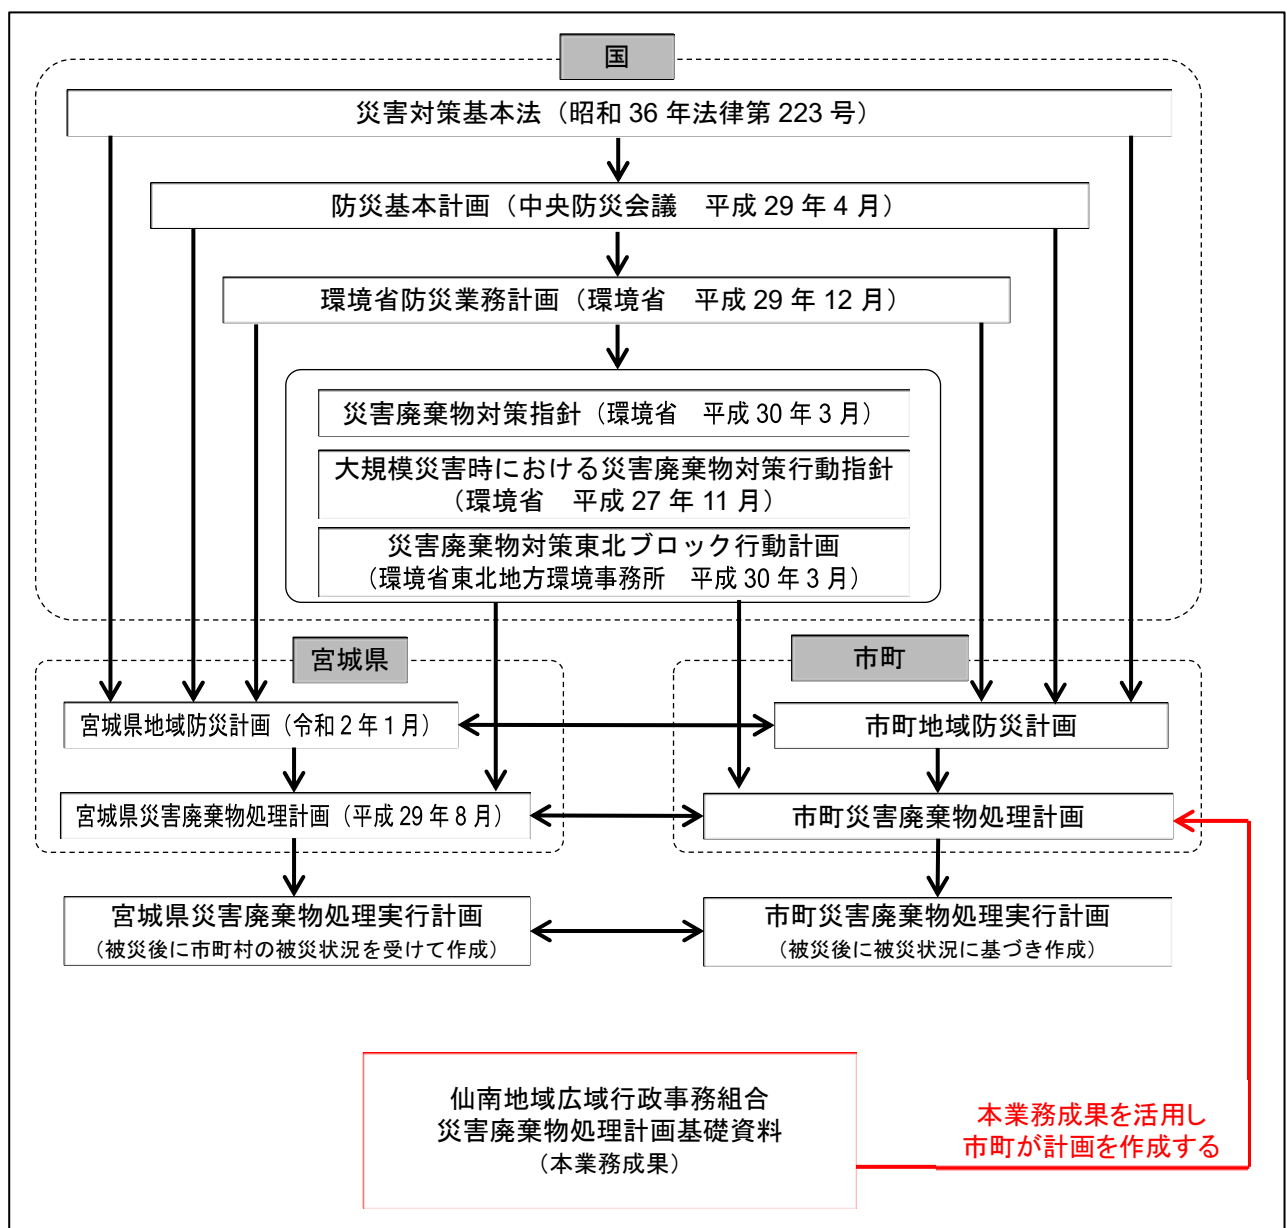 国
災害対策基本法（昭和 36 年法律第 223 号）
防災基本計画（中央防災会議　平成 29 年 4 月）
環境省防災業務計画（環境省　平成 29 年 12 月）
災害廃棄物対策指針（環境省　平成 30 年 3 月）
大規模災害時における災害廃棄物対策行動指針
（環境省　平成 27 年 11 月）
災害廃棄物対策東北ブロック行動計画
（環境省東北地方環境事務所　平成 30 年 3 月）
宮城県
市町
宮城県地域防災計画（令和 2 年 1 月）
市町地域防災計画
宮城県災害廃棄物処理計画（平成 29 年 8 月）
市町災害廃棄物処理計画
宮城県災害廃棄物処理実行計画
（被災後に市町村の被災状況を受けて作成）
市町災害廃棄物処理実行計画
（被災後に被災状況に基づき作成）
仙南地域広域行政事務組合
災害廃棄物処理計画基礎資料
（本業務成果）
本業務成果を活用し
市町が計画を作成する